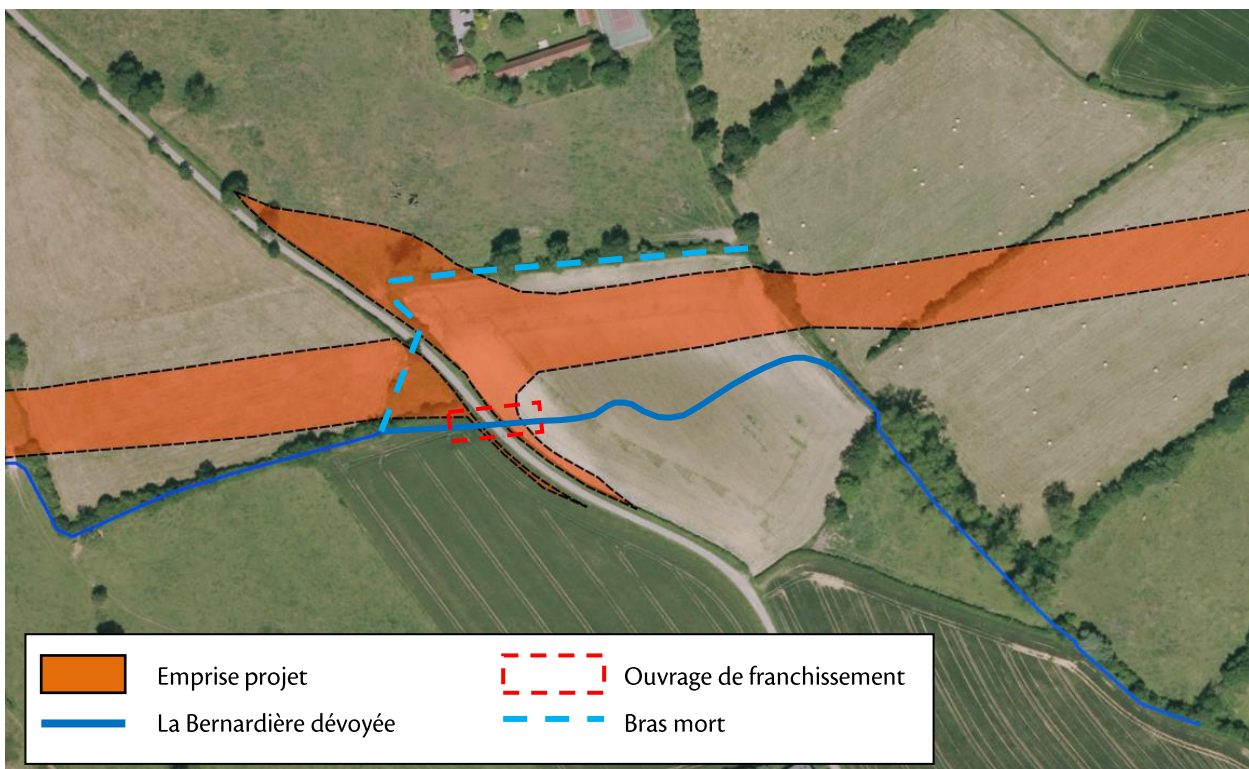 Emprise projet
Ouvrage de franchissement
La Bernardière dévoyée
Bras mort